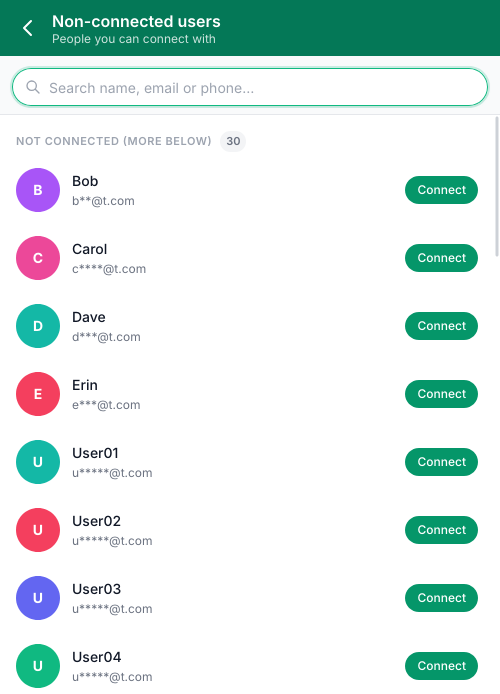 Non-connected users
People you can connect with
Search name, email or phone...
NOT CONNECTED (MORE BELOW) 30
B
Bob
b**@t.com
Connect
C
Carol
c****@t.com
Connect
D
Dave
d***@t.com
Connect
E
Erin
e***@t.com
Connect
U
User01
u*****@t.com
Connect
U
User02
u*****@t.com
Connect
U
User03
u*****@t.com
Connect
U
User04
u*****@t.com
Connect